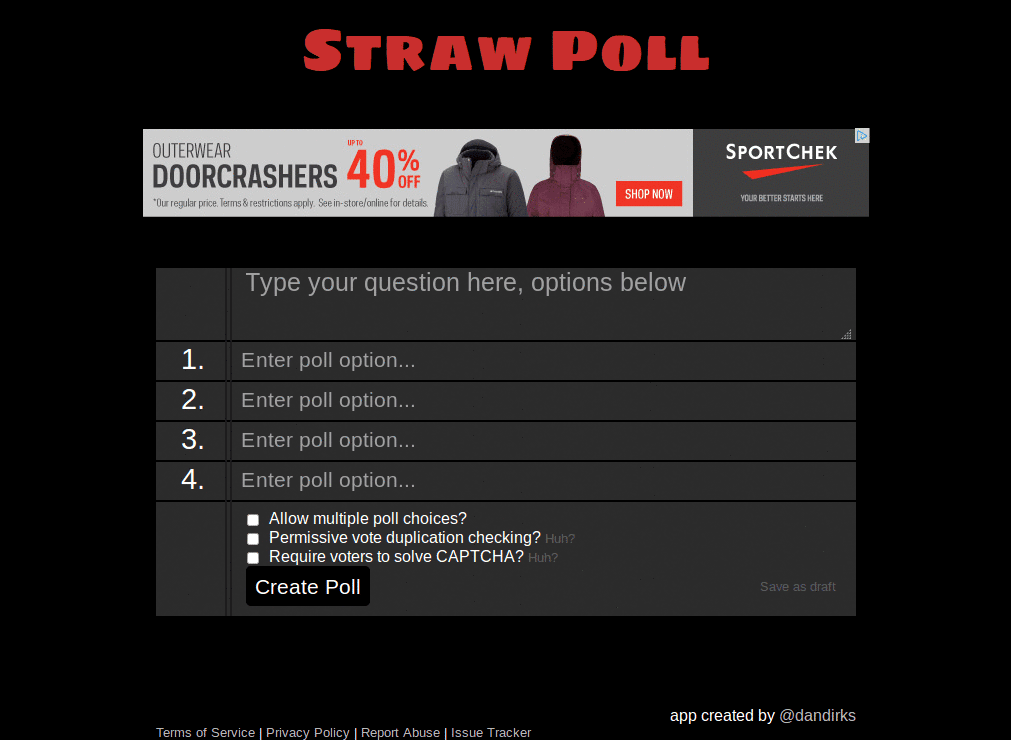 STRAW POLL
OUTERWEAR
DOORCRASHERS
UP TO
40%
OFF
*Our regular price. Terms & restrictions apply. See in-store/online for details.
SHOP NOW
SPORTCHEK
YOUR BETTER STARTS HERE
Type your question here, options below
1. Enter poll option...
2. Enter poll option...
3. Enter poll option...
4. Enter poll option...
Allow multiple poll choices?
Permissive vote duplication checking? Huh?
Require voters to solve CAPTCHA? Huh?
Create Poll
Save as draft
app created by @dandirks
Terms of Service | Privacy Policy | Report Abuse | Issue Tracker